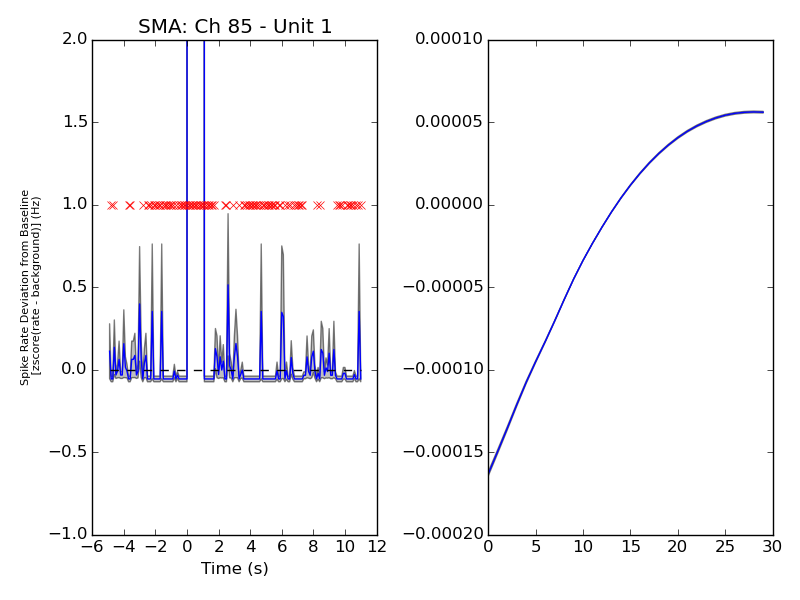 SMA: Ch 85 - Unit 1
2.0
1.5
1.0
0.5
0.0
−0.5
−1.0
−6 −4 −2 0 2 4 6 8 10 12
Time (s)
Spike Rate Deviation from Baseline
[zscore(rate - background)] (Hz)
0.00010
0.00005
0.00000
−0.00005
−0.00010
−0.00015
−0.00020
0 5 10 15 20 25 30